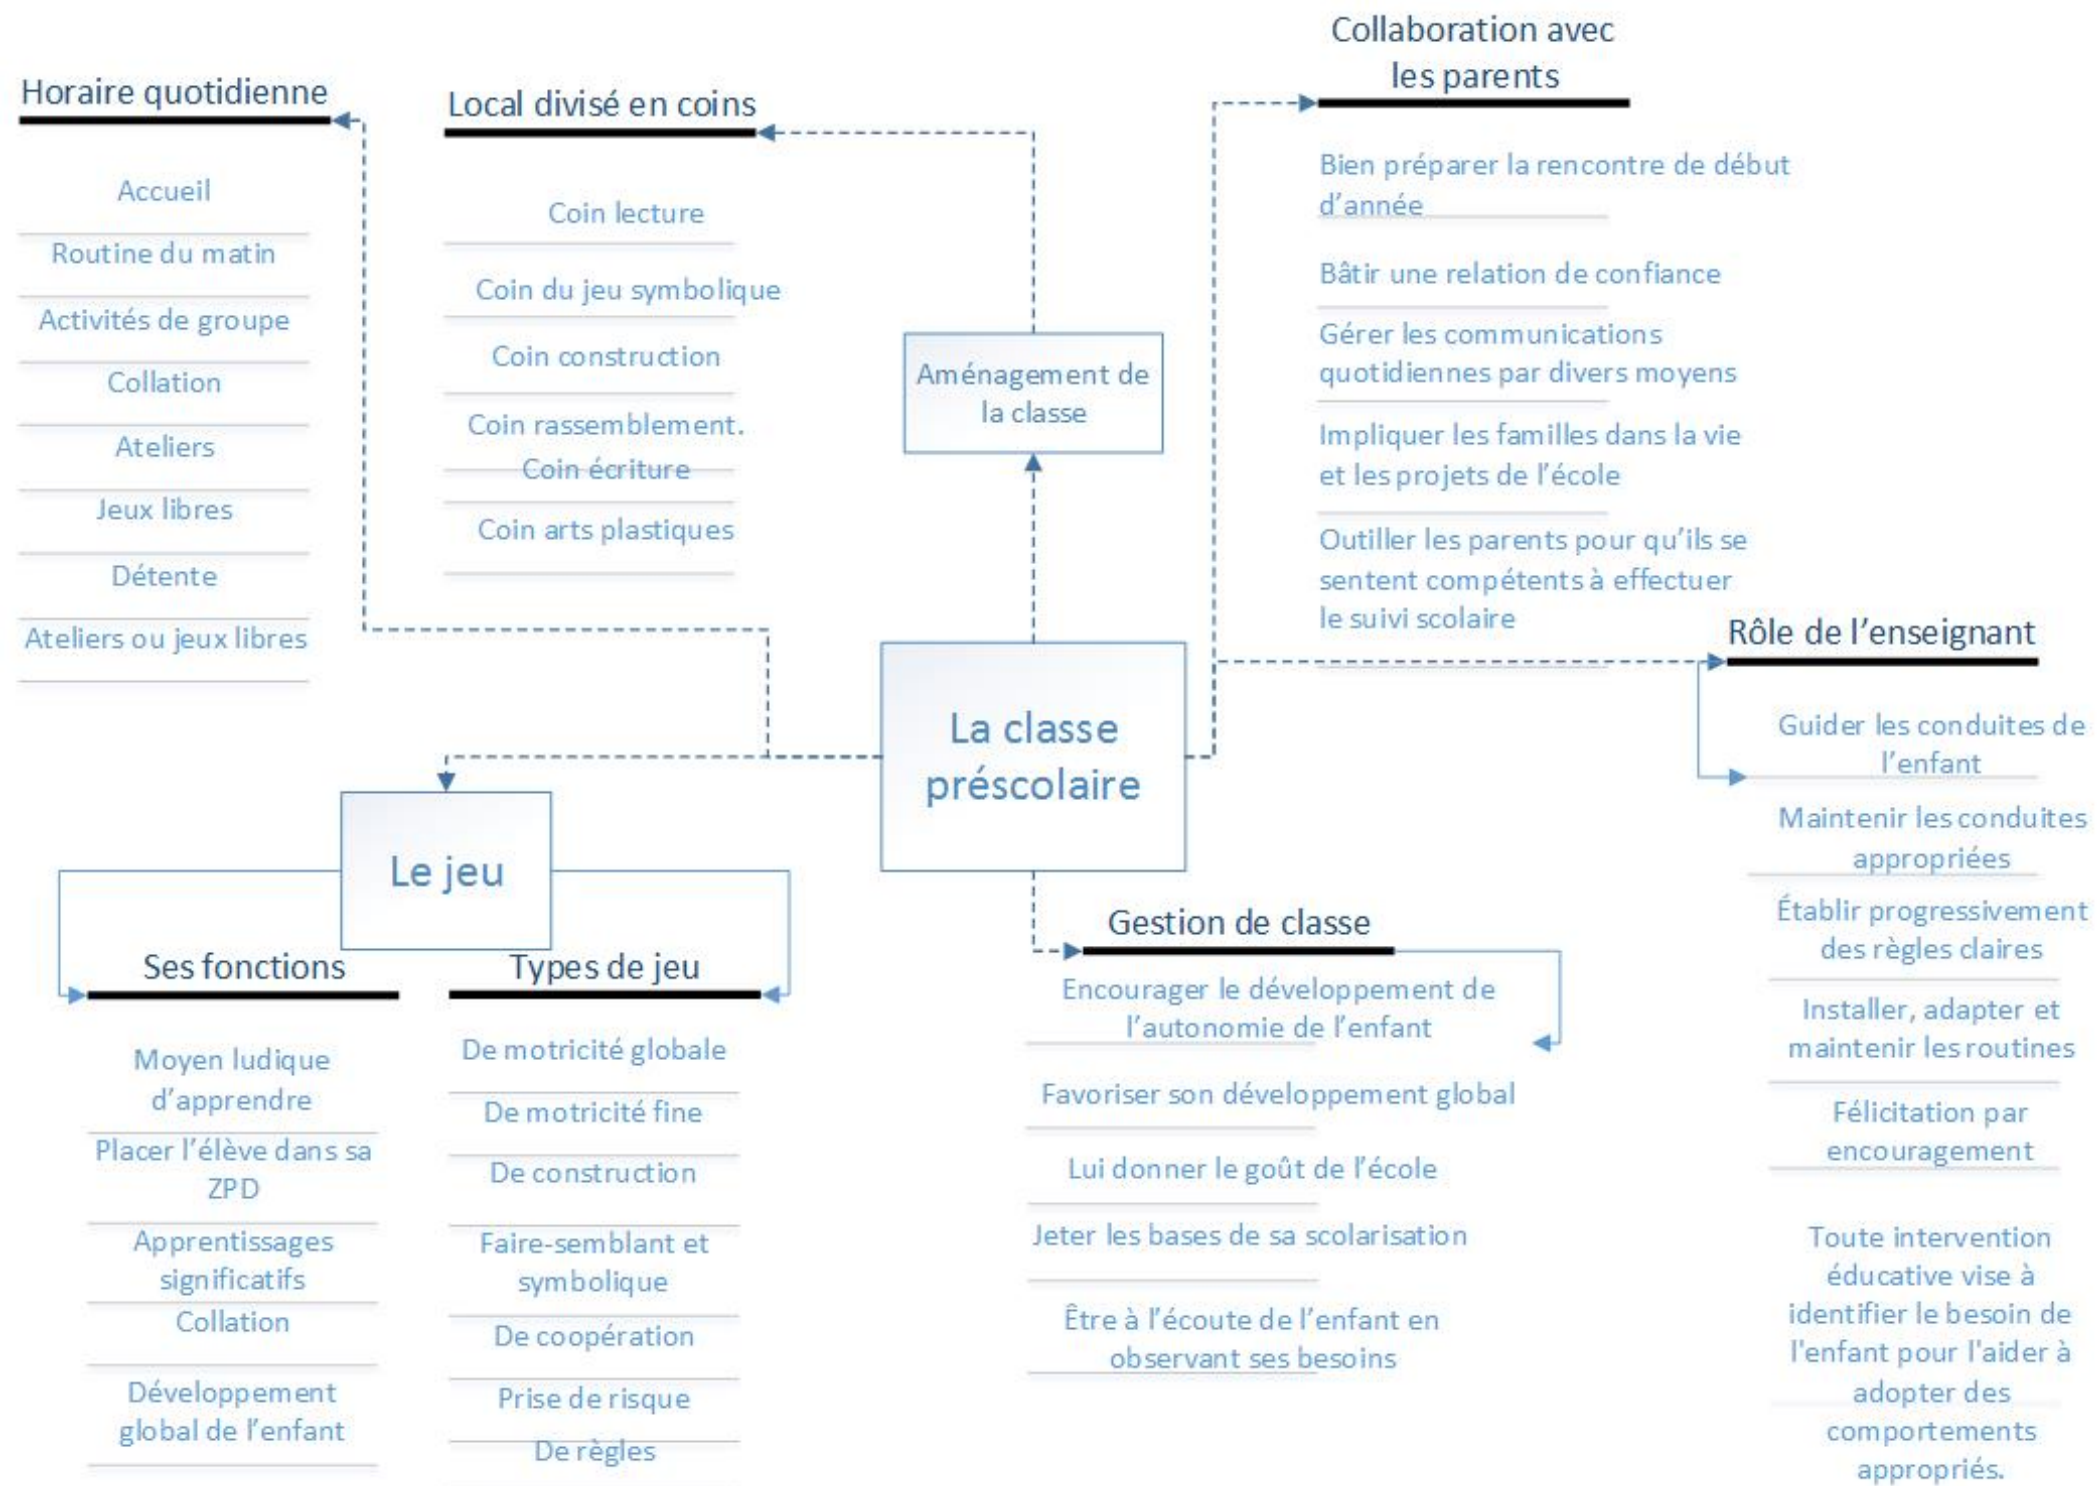 Horaire quotidienne
Accueil
Routine du matin
Activités de groupe
Collation
Ateliers
Jeux libres
Détente
Ateliers ou jeux libres
Local divisé en coins
Coin lecture
Coin du jeu symbolique
Coin construction
Coin rassemblement.
Coin écriture
Coin arts plastiques
Aménagement de
la classe
Collaboration avec
les parents
Bien préparer la rencontre de début
d’année
Bâtir une relation de confiance
Gérer les communications
quotidiennes par divers moyens
Impliquer les familles dans la vie
et les projets de l’école
Outiller les parents pour qu’ils se
sentent compétents à effectuer
le suivi scolaire
La classe
préscolaire
Rôle de l’enseignant
Guider les conduites de
l’enfant
Maintenir les conduites
appropriées
Établir progressivement
des règles claires
Installer, adapter et
maintenir les routines
Félicitation par
encouragement
Toute intervention
éducative vise à
identifier le besoin de
l'enfant pour l'aider à
adopter des
comportements
appropriés.
Le jeu
Ses fonctions
Moyen ludique
d’apprendre
Placer l’élève dans sa
ZPD
Apprentissages
significatifs
Collation
Développement
global de l’enfant
Types de jeu
De motricité globale
De motricité fine
De construction
Faire-semblant et
symbolique
De coopération
Prise de risque
De règles
Gestion de classe
Encourager le développement de
l’autonomie de l’enfant
Favoriser son développement global
Lui donner le goût de l’école
Jeter les bases de sa scolarisation
Être à l’écoute de l’enfant en
observant ses besoins